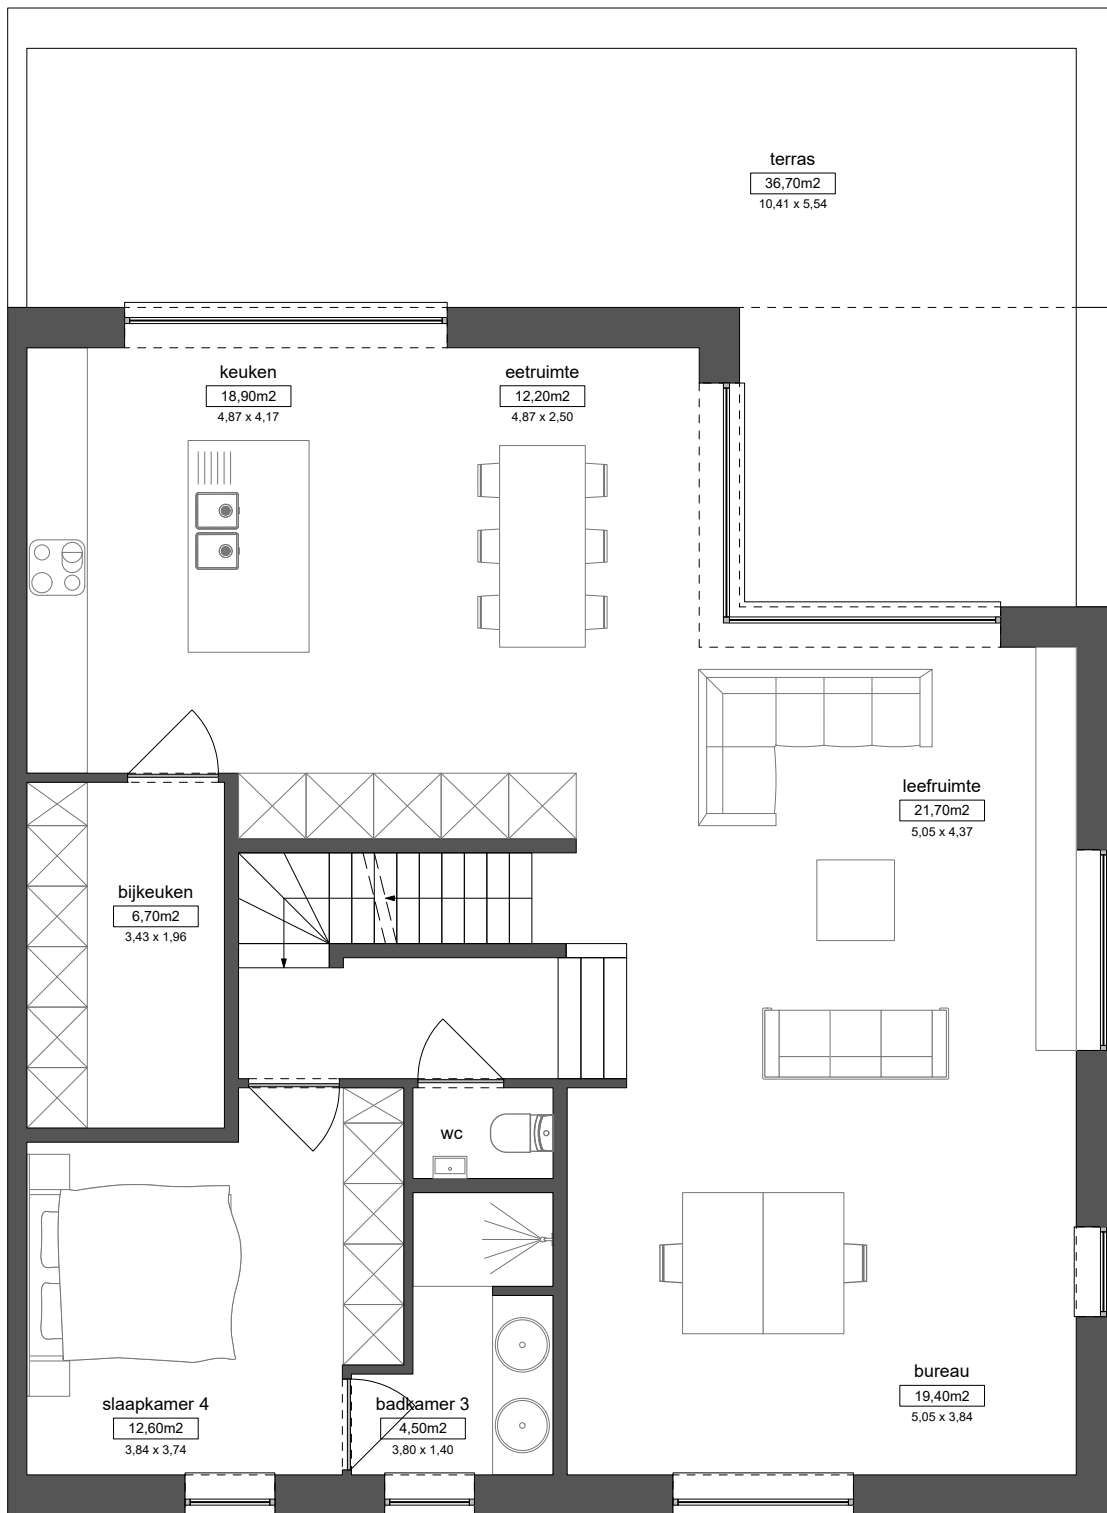 terras
36,70m2
10,41 x 5,54
keuken
18,90m2
4,87 x 4,17
eetruimte
12,20m2
4,87 x 2,50
leefruimte
21,70m2
5,05 x 4,37
bijkeuken
6,70m2
3,43 x 1,96
wc
slaapkamer 4
12,60m2
3,84 x 3,74
badkamer 3
4,50m2
3,80 x 1,40
bureau
19,40m2
5,05 x 3,84